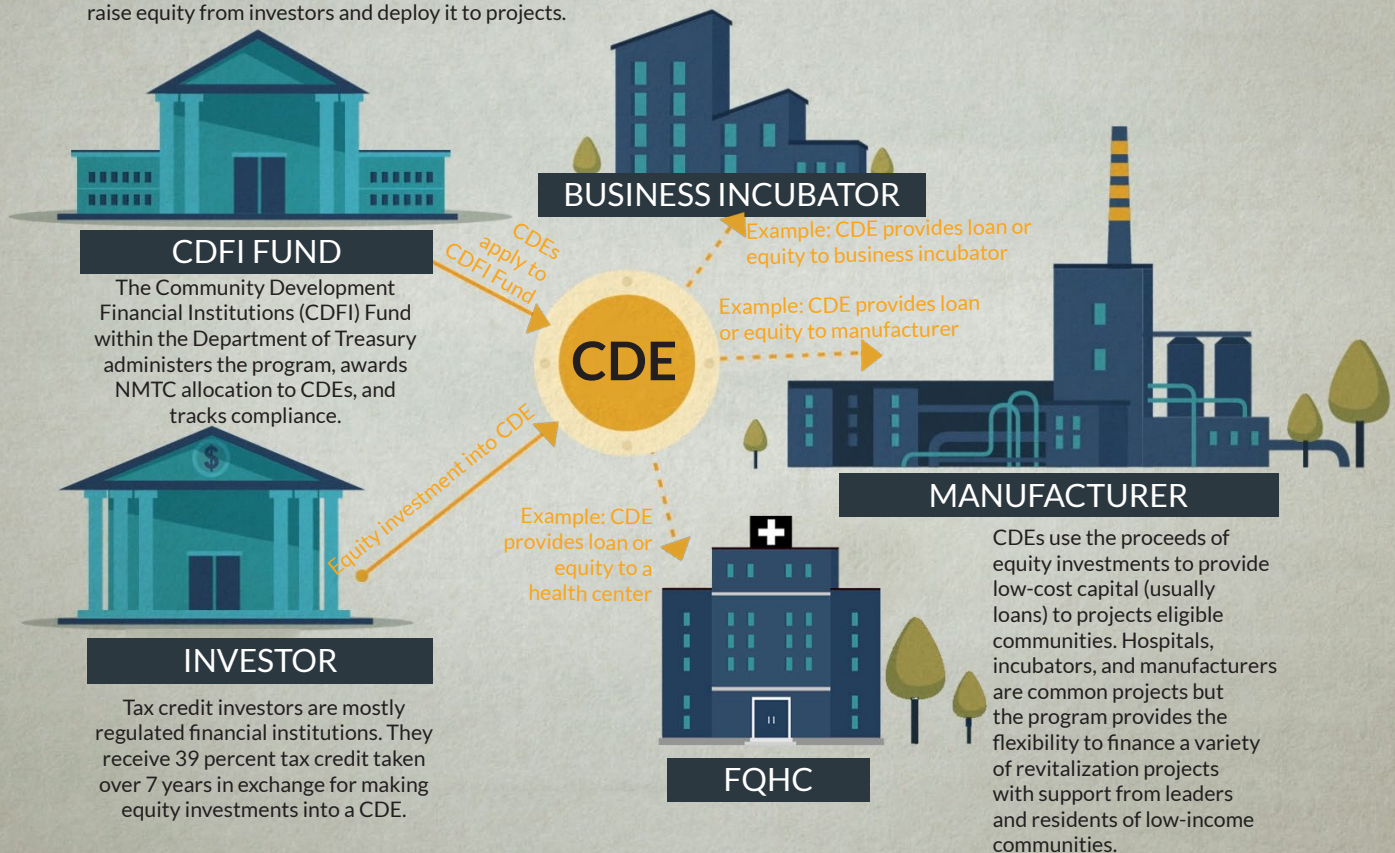 raise equity from investors and deploy it to projects.
BUSINESS INCUBATOR
CDFI FUND
The Community Development
Financial Institutions (CDFI) Fund
within the Department of Treasury
administers the program, awards
NMTC allocation to CDEs, and
tracks compliance.
CDEs
apply to
CDFI Fund
Example: CDE provides loan or
equity to business incubator
Example: CDE provides loan
or equity to manufacturer
CDE
Equity investment into CDE
$
Example: CDE
provides loan or
equity to a
health center
MANUFACTURER
CDEs use the proceeds of
equity investments to provide
low-cost capital (usually
loans) to projects eligible
communities. Hospitals,
incubators, and manufacturers
are common projects but
the program provides the
flexibility to finance a variety
of revitalization projects
with support from leaders
and residents of low-income
communities.
INVESTOR
Tax credit investors are mostly
regulated financial institutions. They
receive 39 percent tax credit taken
over 7 years in exchange for making
equity investments into a CDE.
FQHC